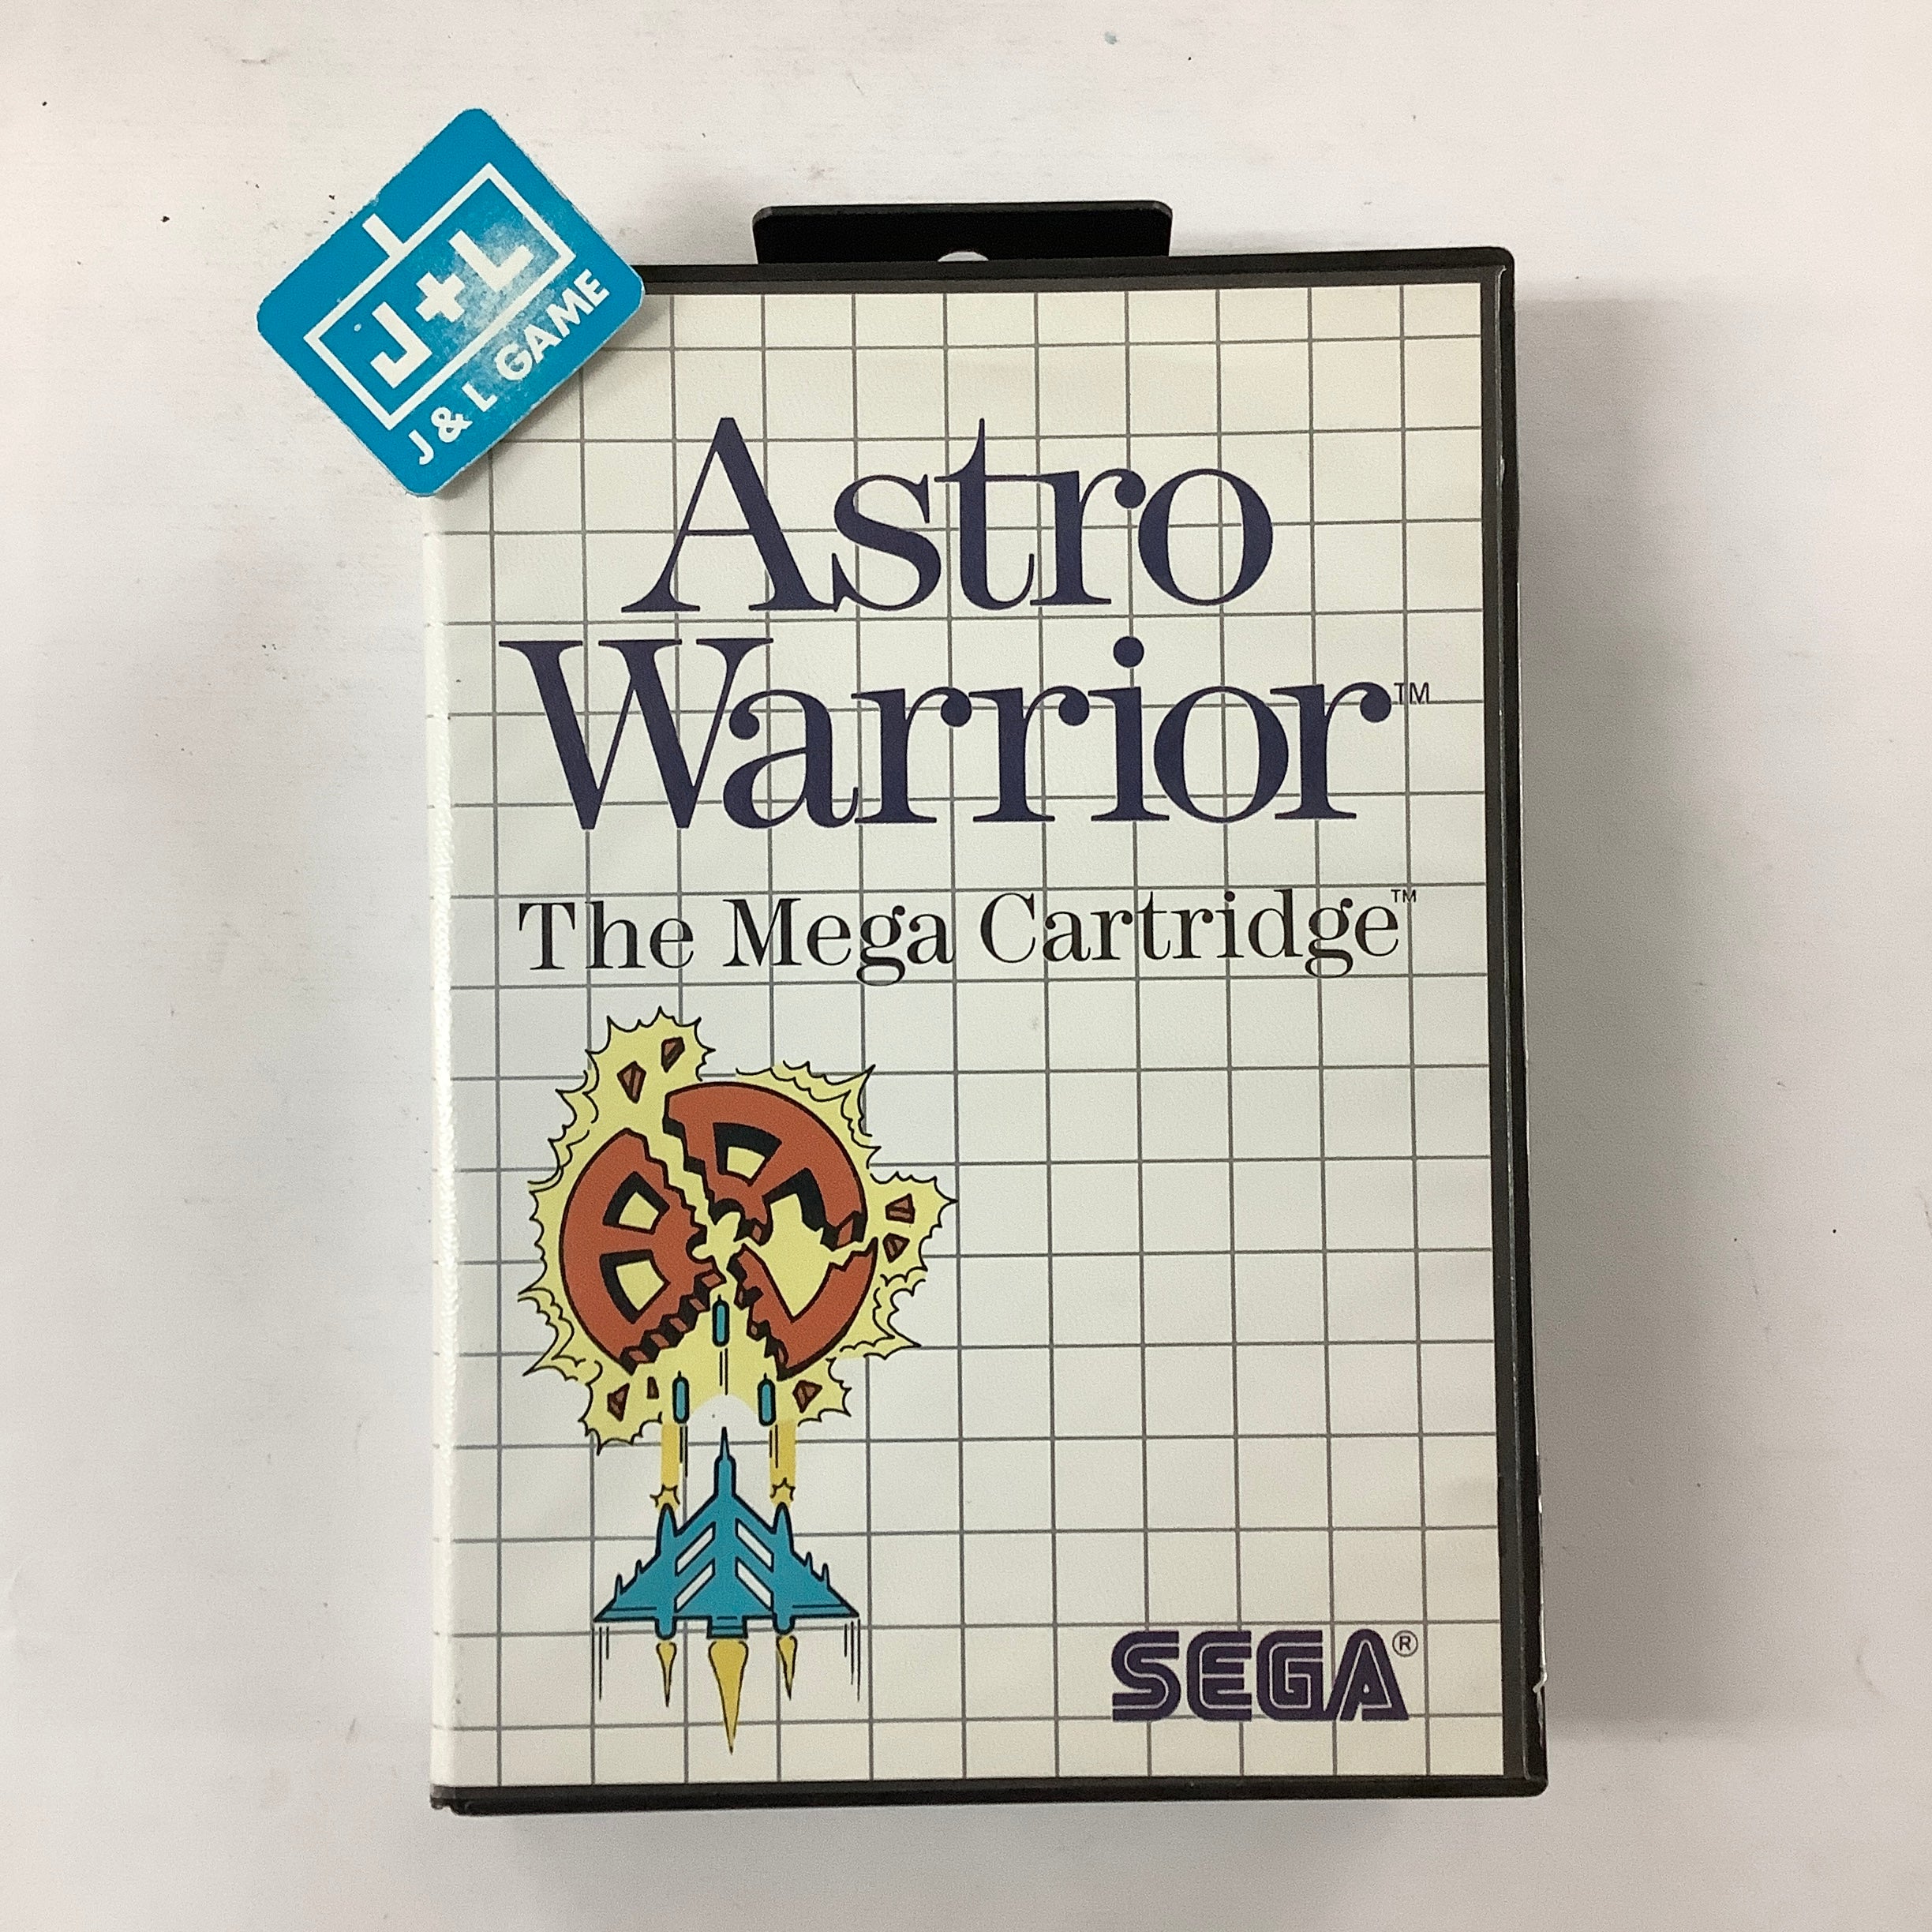 J+L
J & L GAME
Astro
Warrior™
The Mega Cartridge™
SEGA®